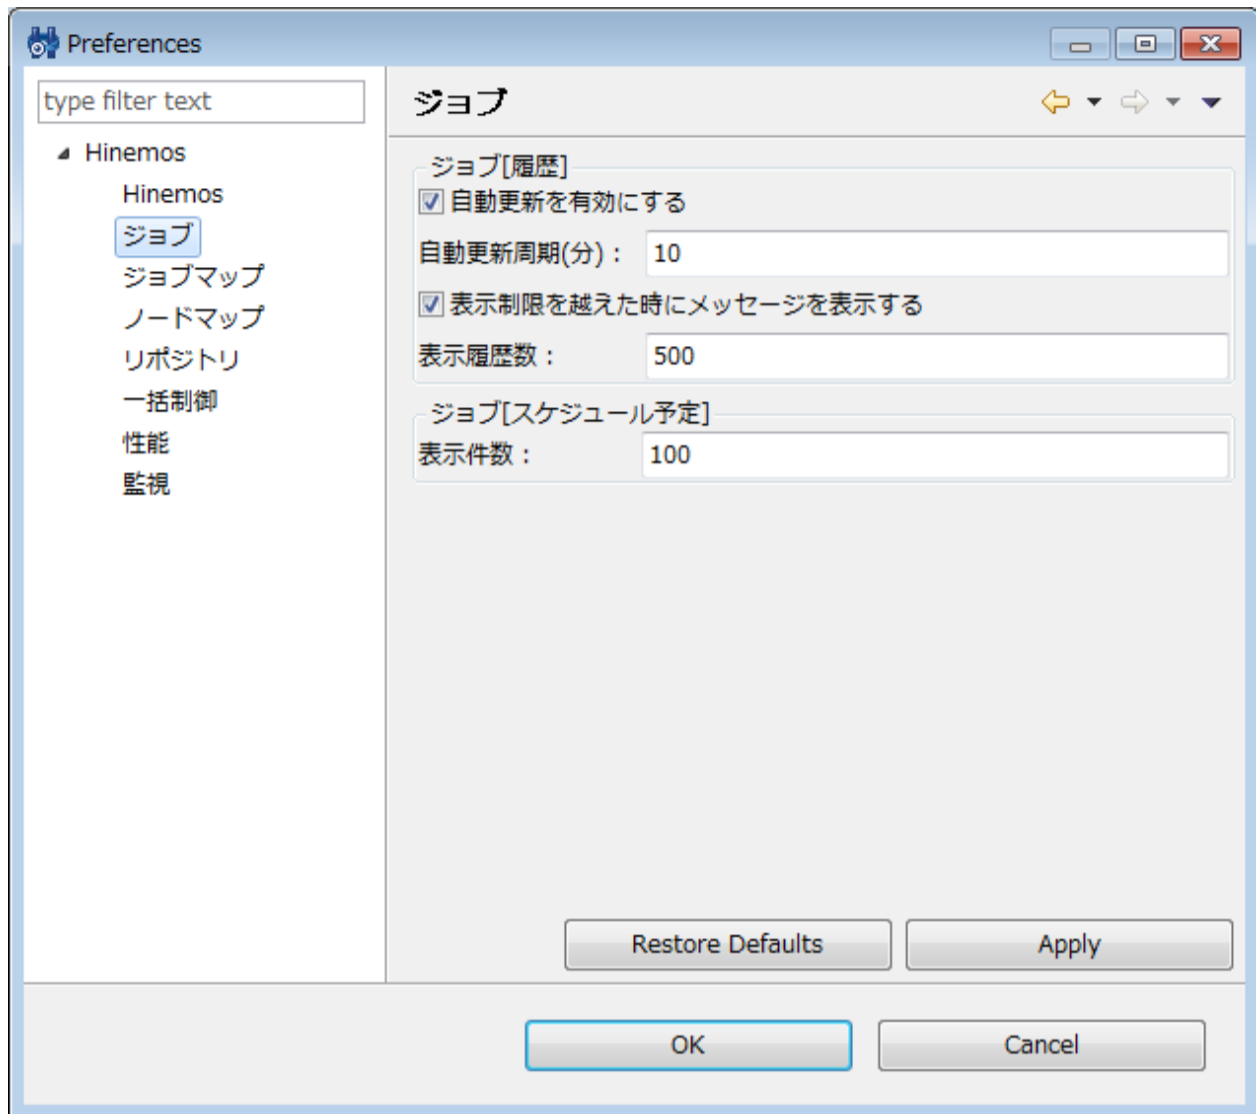 Preferences
type filter text
Hinemos
Hinemos
ジョブ
ジョブマップ
ノードマップ
リポジトリ
一括制御
性能
監視
ジョブ
ジョブ[履歴]
自動更新を有効にする
自動更新周期(分)： 10
表示制限を越えた時にメッセージを表示する
表示履歴数： 500
ジョブ[スケジュール予定]
表示件数： 100
Restore Defaults Apply
OK Cancel